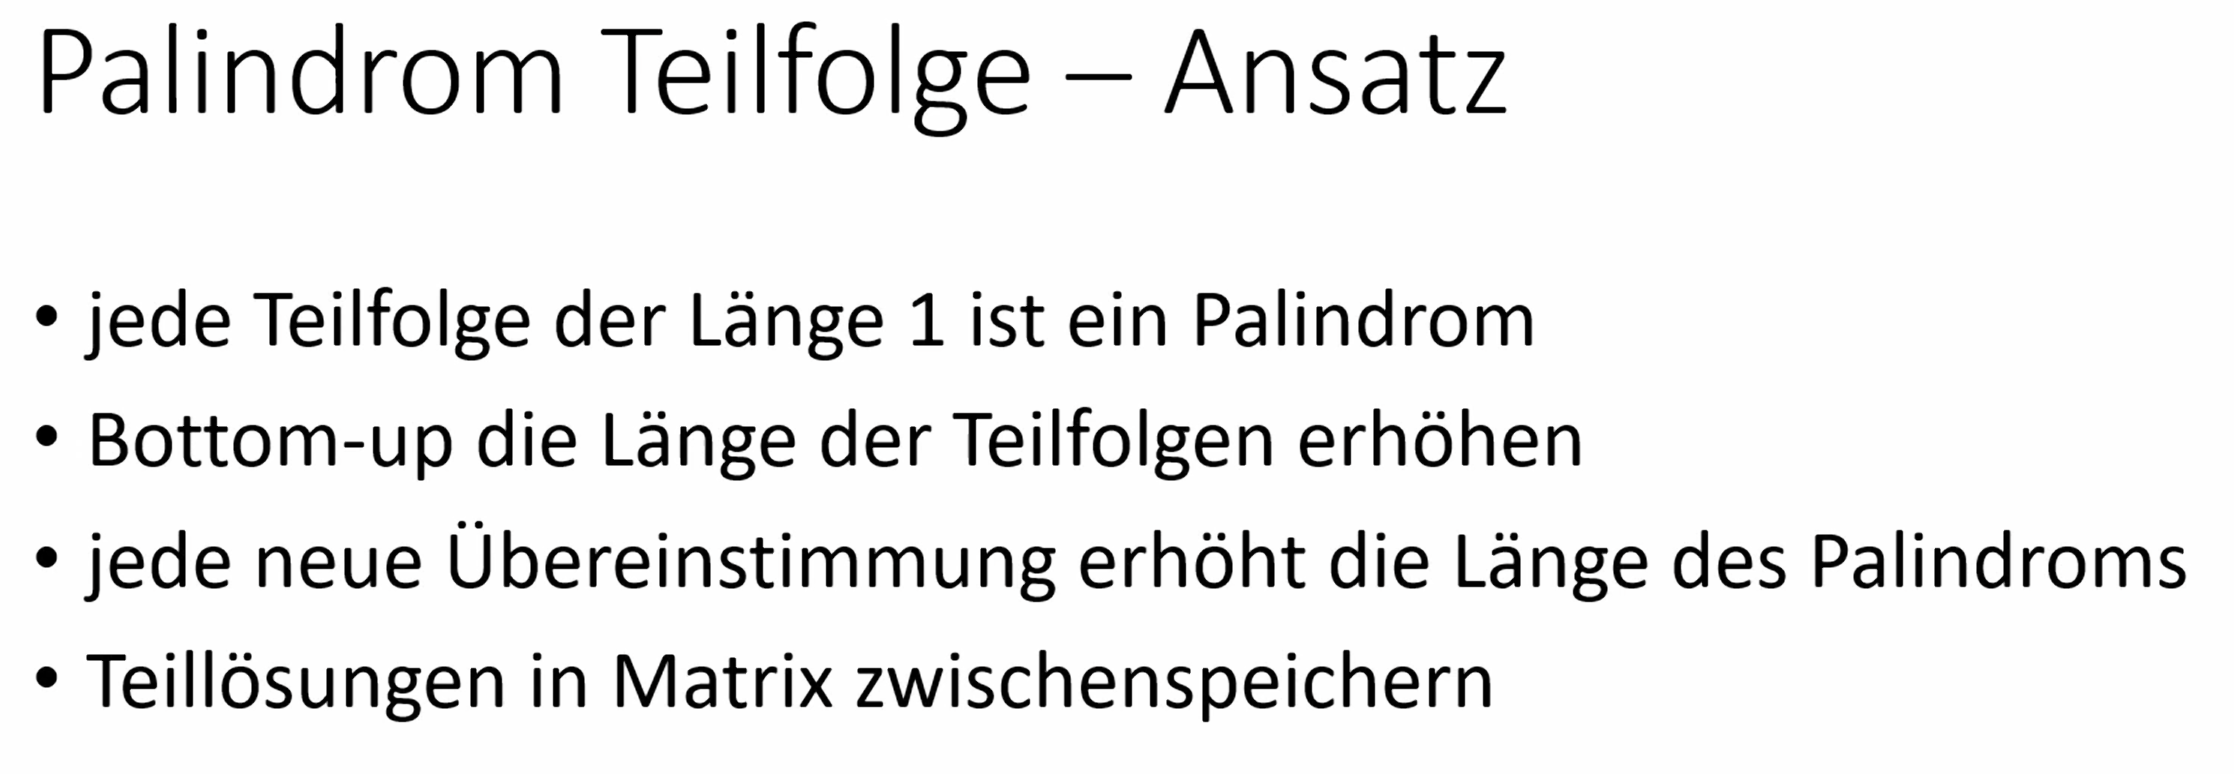 Palindrom Teilfolge – Ansatz
• jede Teilfolge der Länge 1 ist ein Palindrom
• Bottom-up die Länge der Teilfolgen erhöhen
• jede neue Übereinstimmung erhöht die Länge des Palindroms
• Teillösungen in Matrix zwischenspeichern